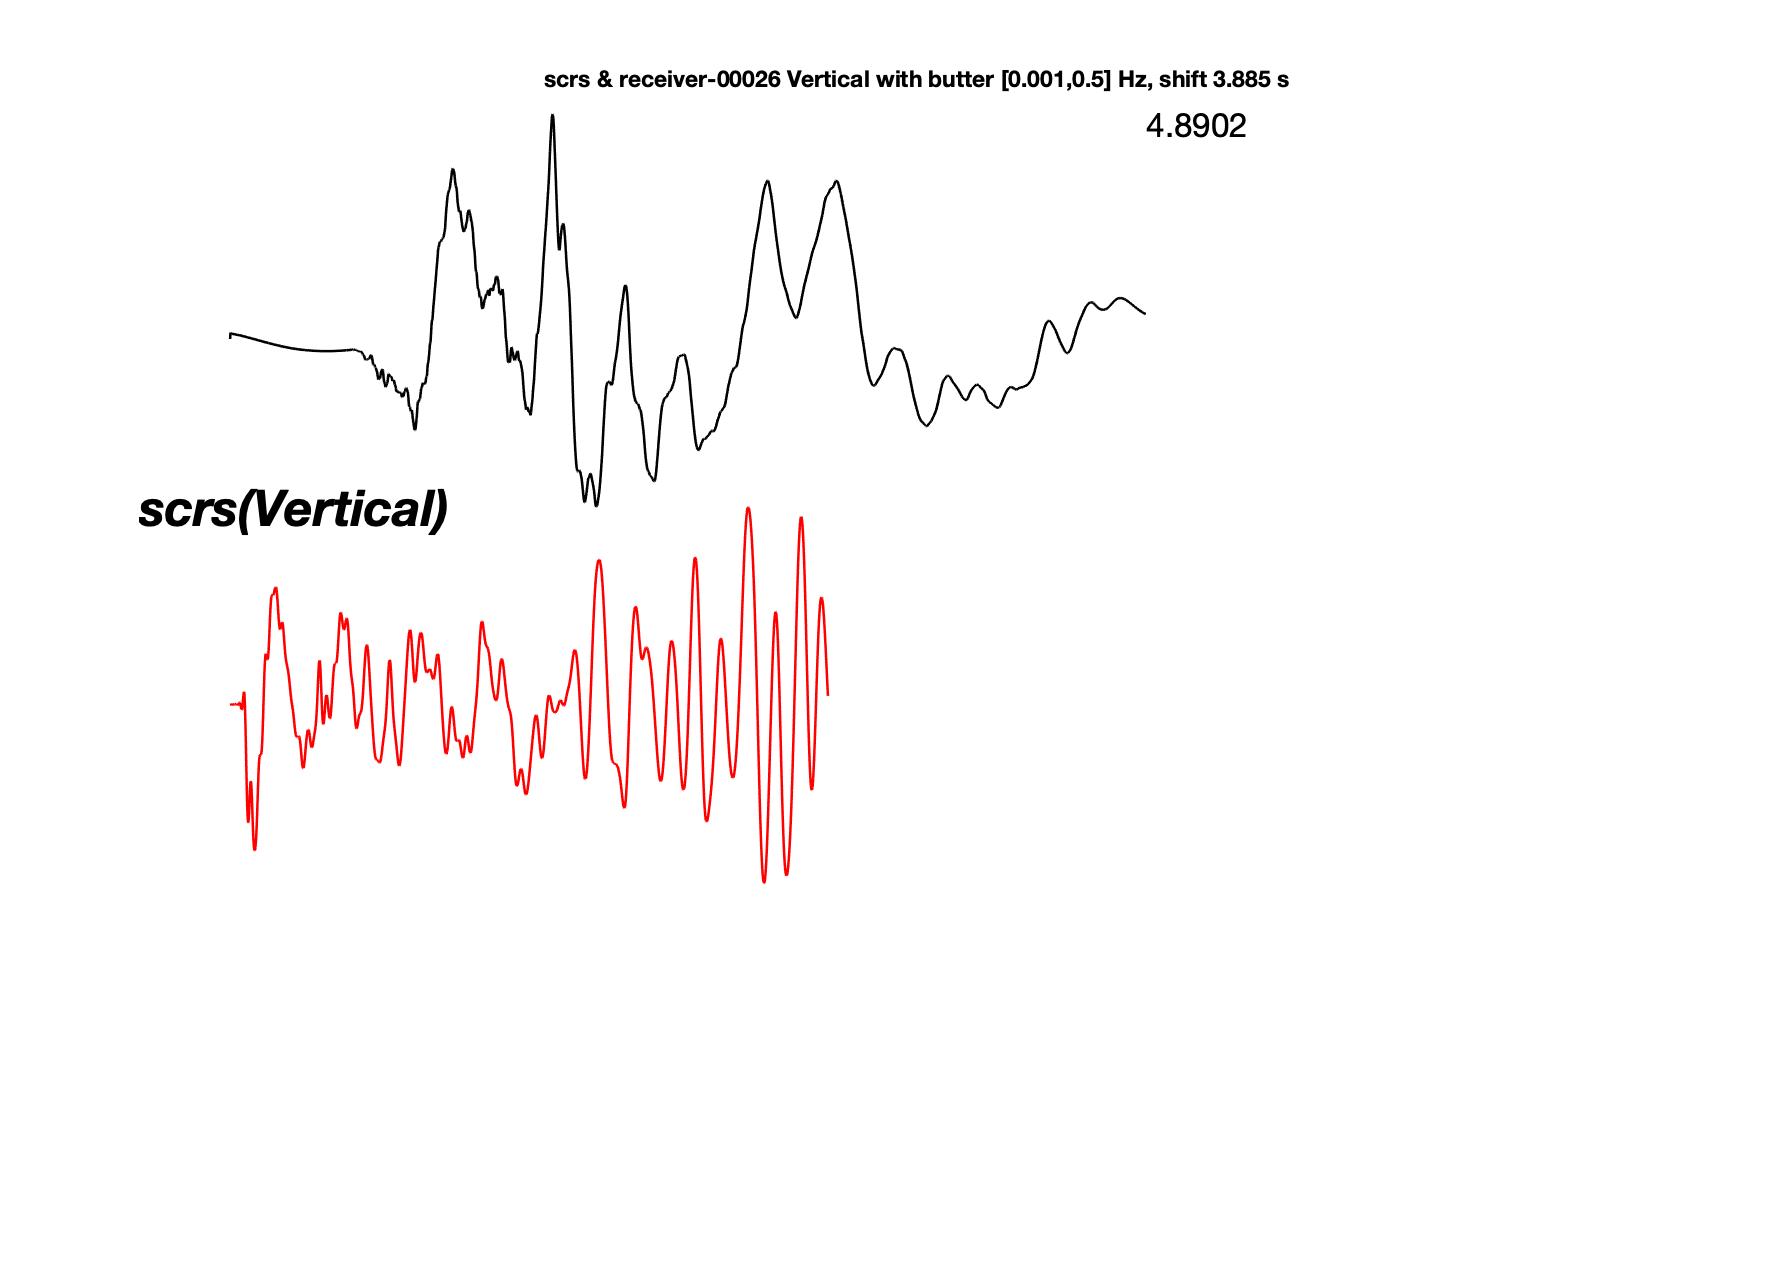 scrs & receiver-00026 Vertical with butter [0.001,0.5] Hz, shift 3.885 s
4.8902
scrs(Vertical)